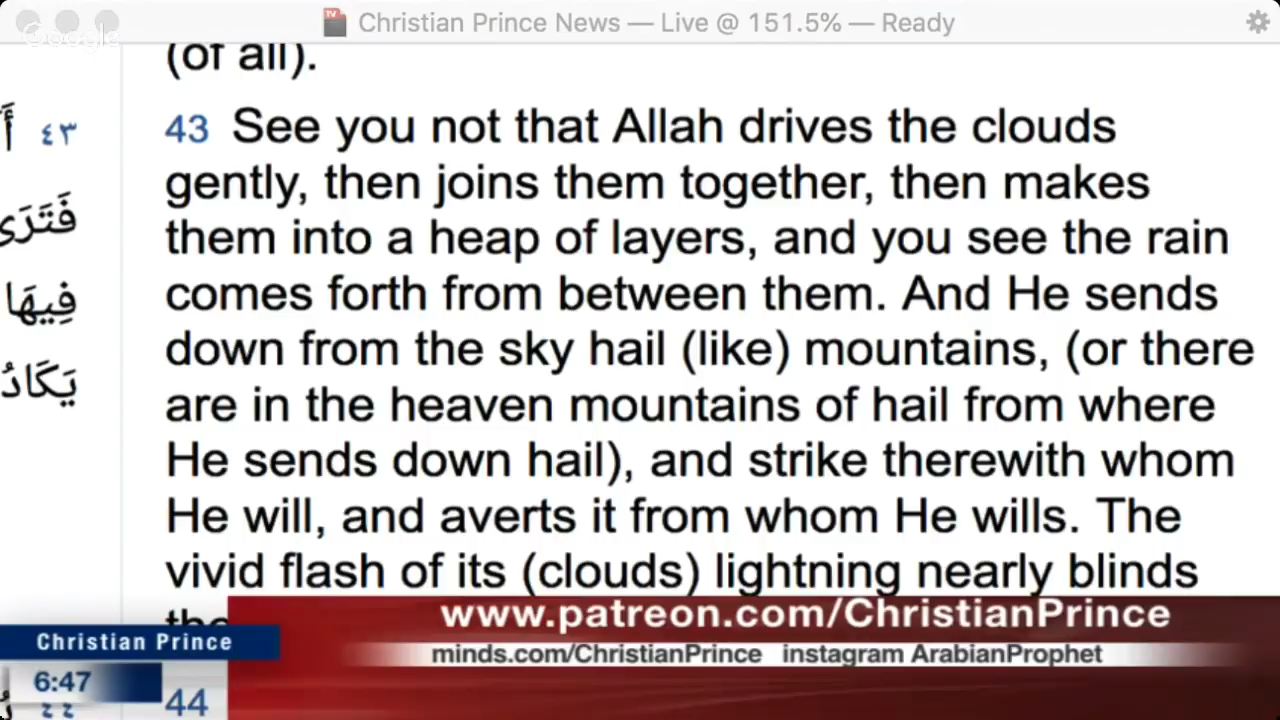 Christian Prince News — Live @ 151.5% — Ready
Google
(of all).
٤٣
43 See you not that Allah drives the clouds
gently, then joins them together, then makes
فَتَرَى
them into a heap of layers, and you see the rain
فِيهَا
comes forth from between them. And He sends
down from the sky hail (like) mountains, (or there
يَكَادُ
are in the heaven mountains of hail from where
He sends down hail), and strike therewith whom
He will, and averts it from whom He wills. The
vivid flash of its (clouds) lightning nearly blinds
www.patreon.com/ChristianPrince
Christian Prince
minds.com/ChristianPrince instagram ArabianProphet
6:47
٤٤
44